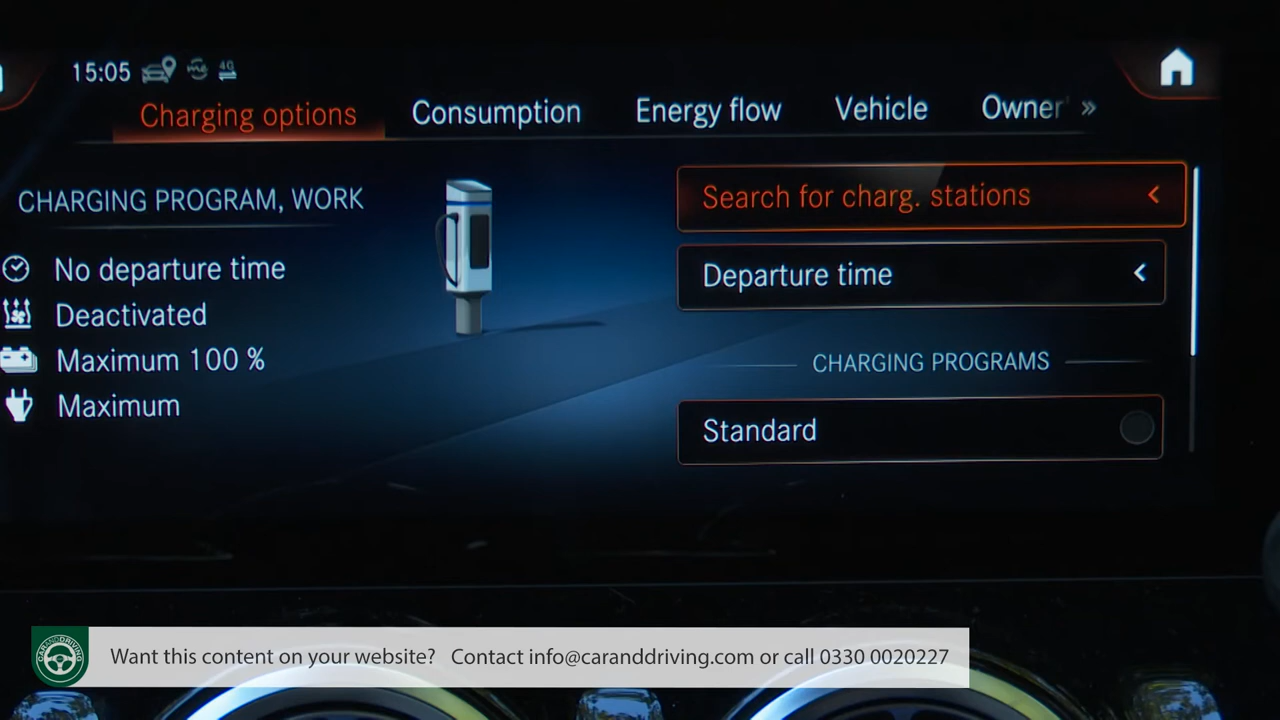 15:05
4G
Charging options Consumption Energy flow Vehicle Owner »
CHARGING PROGRAM, WORK
No departure time
Deactivated
Maximum 100 %
Maximum
Search for charg. stations
Departure time
CHARGING PROGRAMS
Standard
CARANDDRIVING
Want this content on your website? Contact info@caranddriving.com or call 0330 0020227